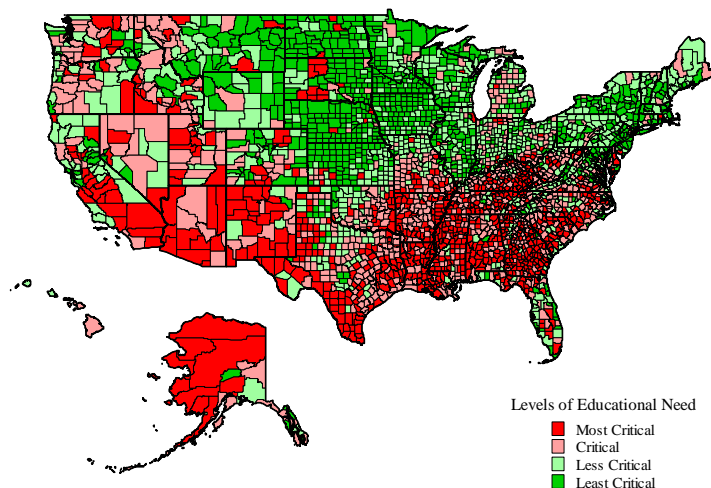 Levels of Educational Need
Most Critical
Critical
Less Critical
Least Critical